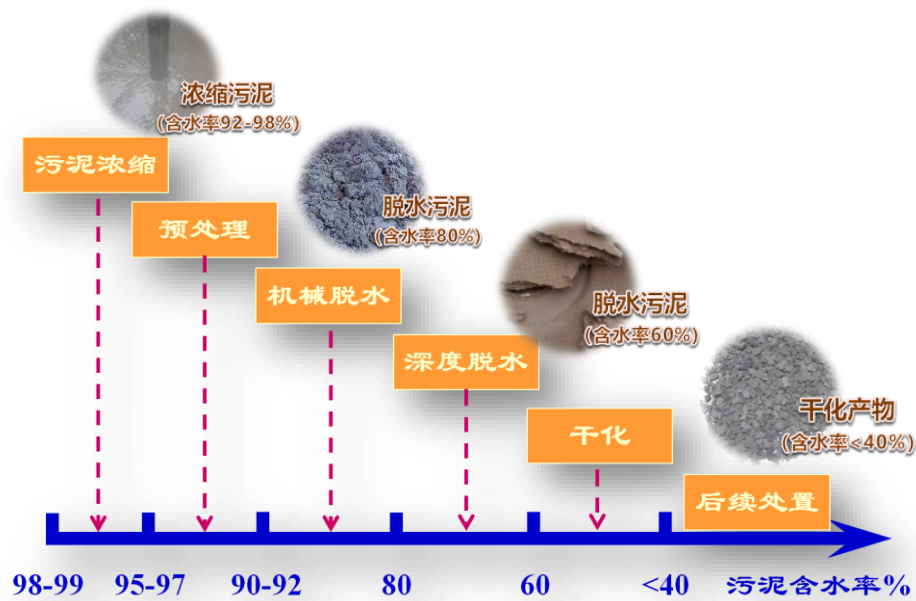 浓缩污泥
(含水率92-98%)
污泥浓缩
脱水污泥
(含水率80%)
预处理
机械脱水
脱水污泥
(含水率60%)
深度脱水
干化产物
(含水率<40%)
干化
后续处置
98-99 95-97 90-92 80 60 <40 污泥含水率%